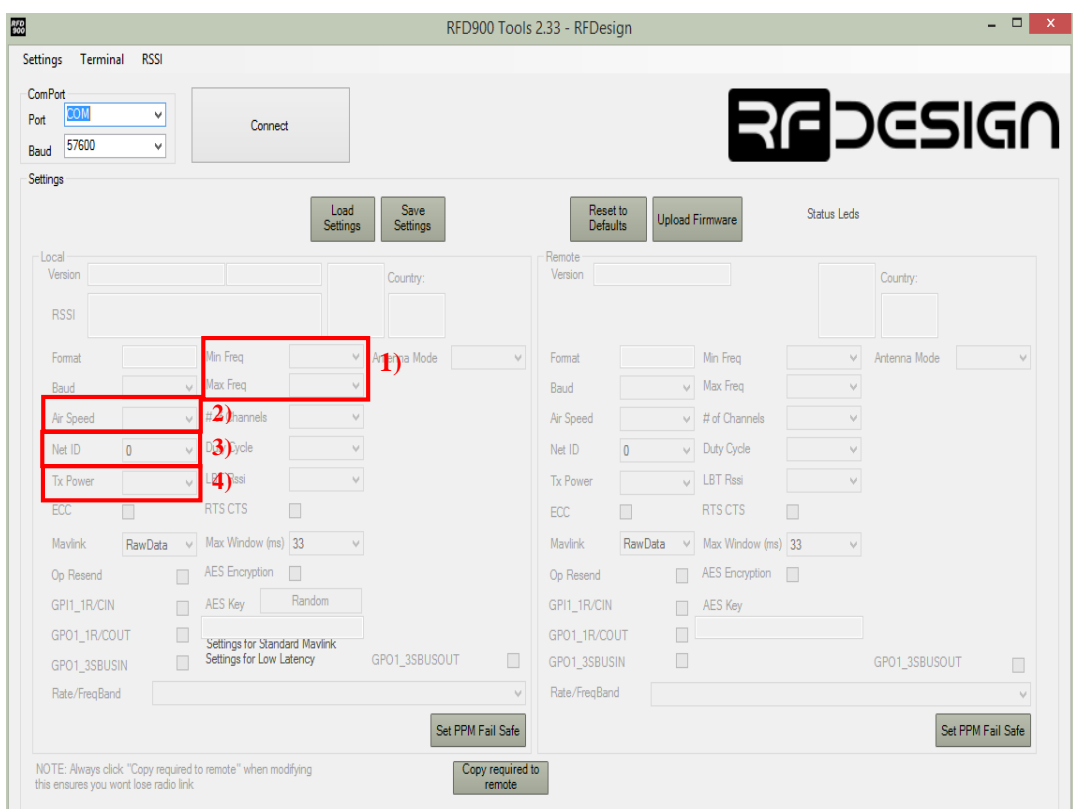 RFD 900
RFD900 Tools 2.33 - RFDesign
Settings Terminal RSSI
ComPort
Port COM
Baud 57600
Connect
RFDESIGN
Settings
Load Settings
Save Settings
Reset to Defaults
Upload Firmware
Status Leds
Local
Version
Country:
RSSI
Format
Min Freq
1)
Antenna Mode
Baud
Max Freq
Air Speed
2)
# of Channels
Net ID 0
3)
Duty Cycle
Tx Power
4)
LBT Rssi
ECC
RTS CTS
Mavlink RawData
Max Window (ms) 33
Op Resend
AES Encryption
GPI1_1R/CIN
AES Key Random
GPO1_1R/COUT
Settings for Standard Mavlink
Settings for Low Latency
GPO1_3SBUSIN
GPO1_3SBUSOUT
Rate/FreqBand
Set PPM Fail Safe
Remote
Version
Country:
Format
Min Freq
Antenna Mode
Baud
Max Freq
Air Speed
# of Channels
Net ID 0
Duty Cycle
Tx Power
LBT Rssi
ECC
RTS CTS
Mavlink RawData
Max Window (ms) 33
Op Resend
AES Encryption
GPI1_1R/CIN
AES Key
GPO1_1R/COUT
GPO1_3SBUSIN
GPO1_3SBUSOUT
Rate/FreqBand
Set PPM Fail Safe
NOTE: Always click "Copy required to remote" when modifying
this ensures you wont lose radio link
Copy required to remote